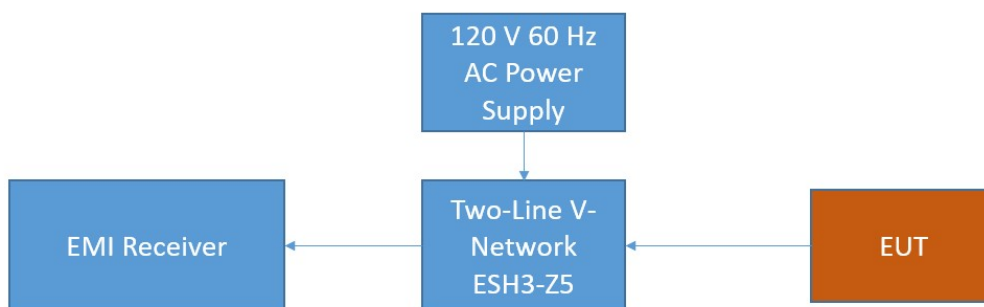 120 V 60 Hz
AC Power
Supply
EMI Receiver
Two-Line V-
Network
ESH3-Z5
EUT